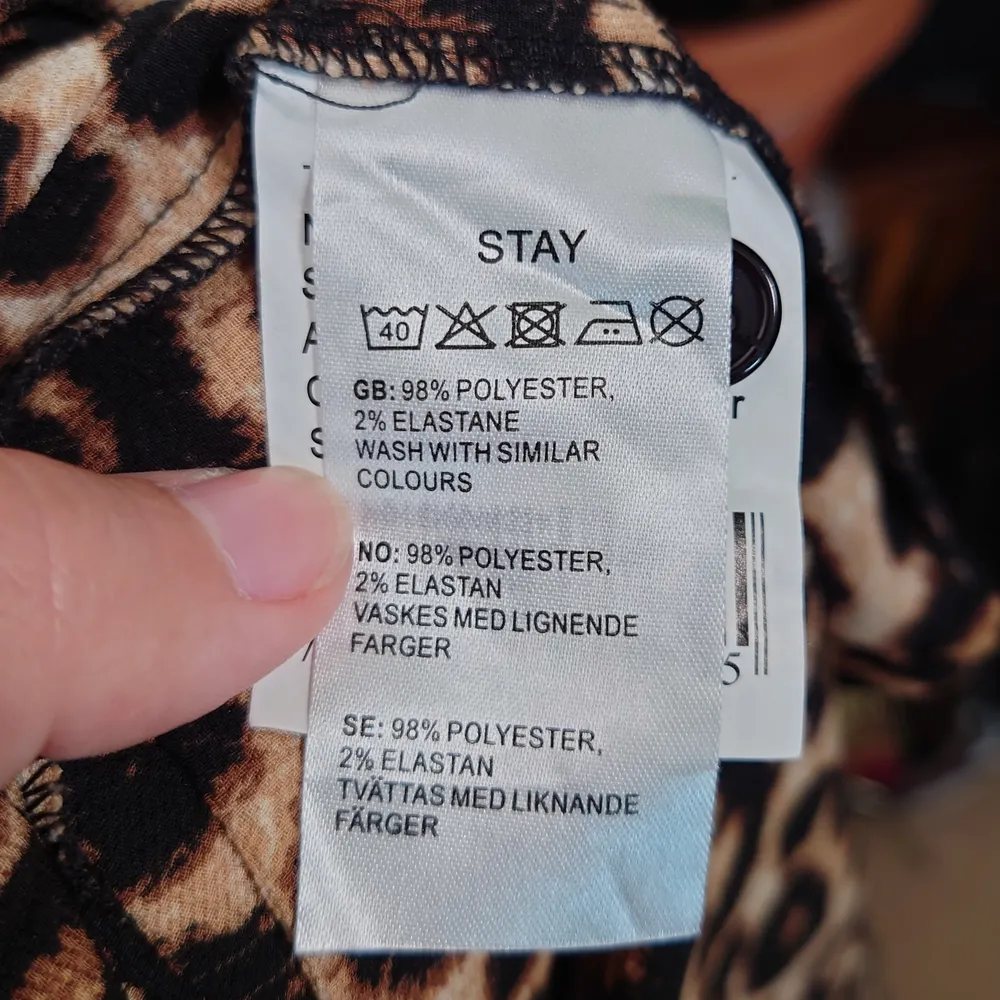 STAY
40
GB: 98% POLYESTER,
2% ELASTANE
WASH WITH SIMILAR
COLOURS
NO: 98% POLYESTER,
2% ELASTAN
VASKES MED LIGNENDE
FARGER
SE: 98% POLYESTER,
2% ELASTAN
TVÄTTAS MED LIKNANDE
FÄRGER
r
5